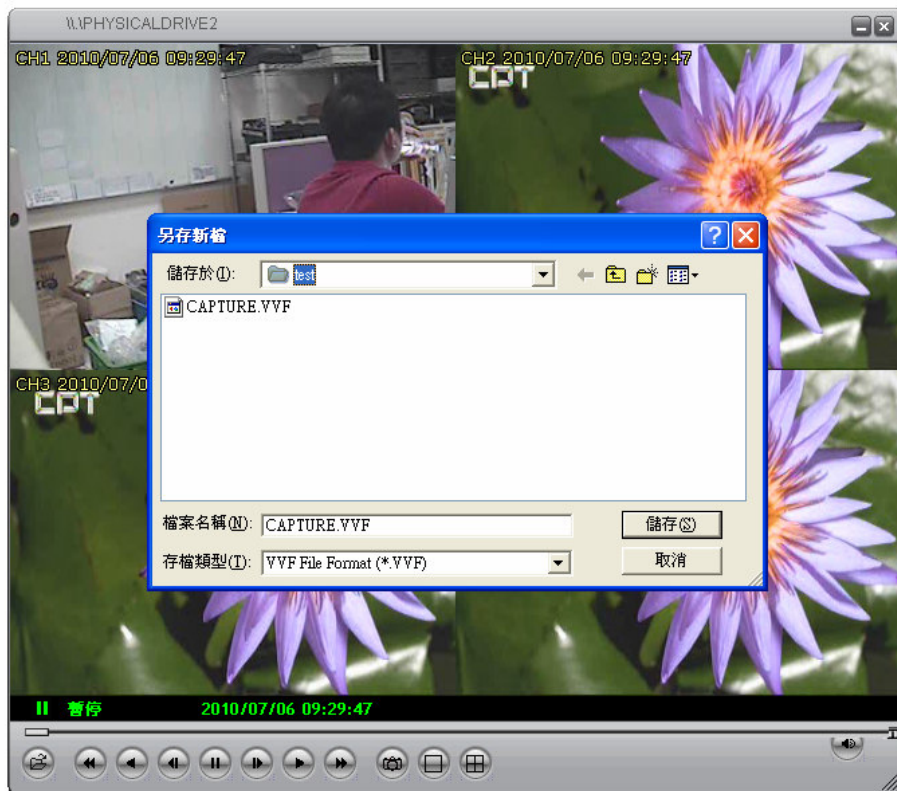 \\.\PHYSICALDRIVE2
CH1 2010/07/06 09:29:47
CH2 2010/07/06 09:29:47
CPT
另存新檔
儲存於(I):
test
CAPTURE.VVF
CH3 2010/07/0
CPT
檔案名稱(N):
CAPTURE.VVF
儲存(S)
存檔類型(T):
VVF File Format (*.VVF)
取消
暫停
2010/07/06 09:29:47